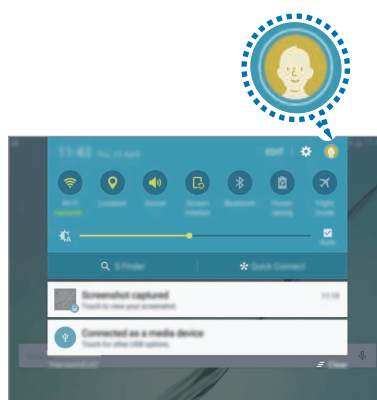 11:43 Thu, 23 April EDIT
Wi-Fi Location Sound Screen rotation Bluetooth Power saving Flight mode
Auto
S Finder Quick Connect
Screenshot captured 11:19
Touch to view your screenshot.
Connected as a media device
Touch for other USB options.
Clear